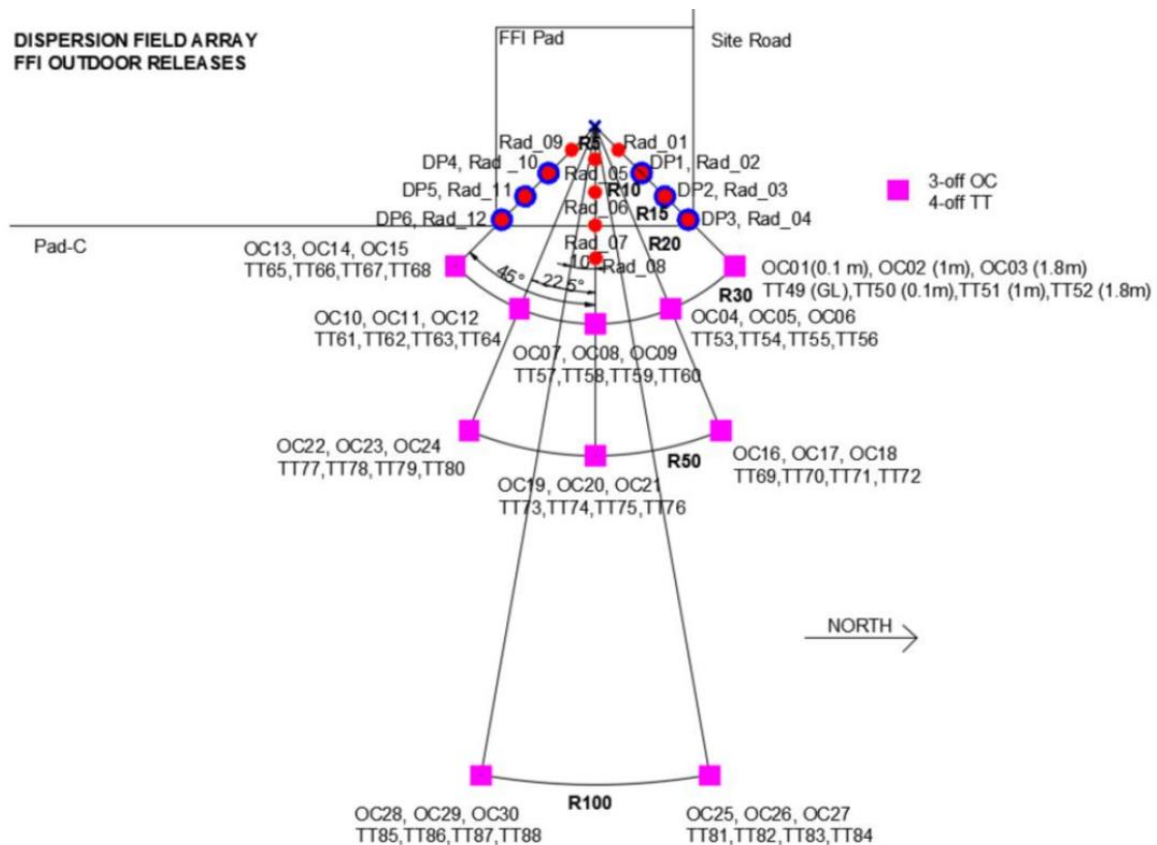 DISPERSION FIELD ARRAY
FFI OUTDOOR RELEASES
FFI Pad
Site Road
Rad_09
R5
Rad_01
DP4, Rad_10
Rad_05
DP1, Rad_02
DP5, Rad_11
R10
DP2, Rad_03
3-off OC
4-off TT
DP6, Rad_12
Rad_06
R15
DP3, Rad_04
Pad-C
Rad_07
R20
10°
Rad_08
OC13, OC14, OC15
TT65,TT66,TT67,TT68
45°
22.5°
OC01(0.1 m), OC02 (1m), OC03 (1.8m)
TT49 (GL),TT50 (0.1m),TT51 (1m),TT52 (1.8m)
R30
OC10, OC11, OC12
TT61,TT62,TT63,TT64
OC04, OC05, OC06
TT53,TT54,TT55,TT56
OC07, OC08, OC09
TT57,TT58,TT59,TT60
OC22, OC23, OC24
TT77,TT78,TT79,TT80
R50
OC16, OC17, OC18
TT69,TT70,TT71,TT72
OC19, OC20, OC21
TT73,TT74,TT75,TT76
NORTH
R100
OC28, OC29, OC30
TT85,TT86,TT87,TT88
OC25, OC26, OC27
TT81,TT82,TT83,TT84